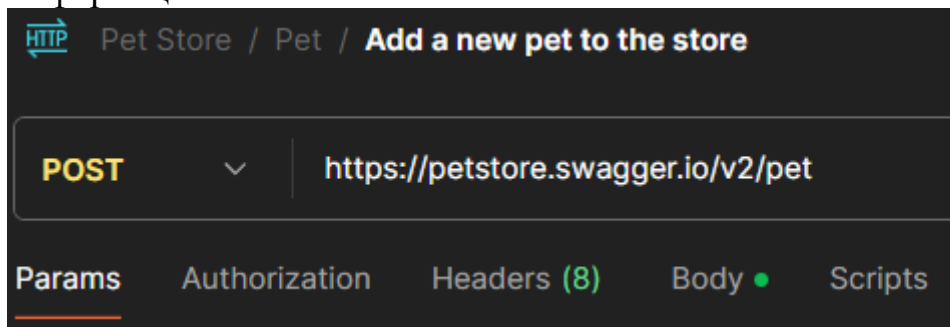 HTTP Pet Store / Pet / Add a new pet to the store
POST https://petstore.swagger.io/v2/pet
Params Authorization Headers (8) Body Scripts